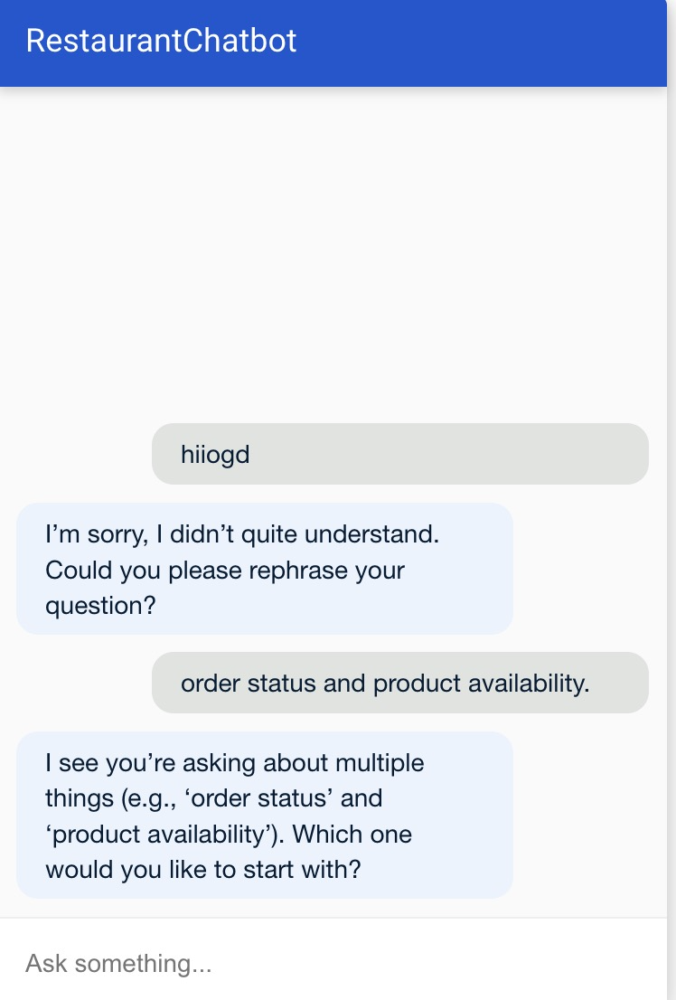 RestaurantChatbot
hiiogd
I’m sorry, I didn’t quite understand.
Could you please rephrase your
question?
order status and product availability.
I see you’re asking about multiple
things (e.g., ‘order status’ and
‘product availability’). Which one
would you like to start with?
Ask something...